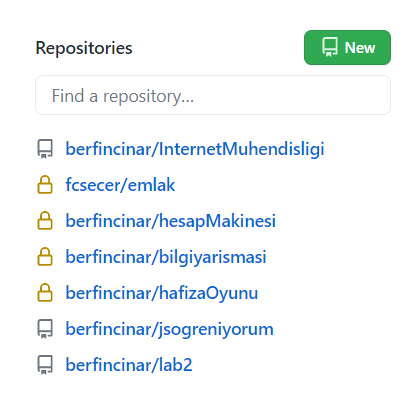 Repositories
New
Find a repository...
berfincinar/InternetMuhendisligi
fcsecer/emlak
berfincinar/hesapMakinesi
berfincinar/bilgiyarismasi
berfincinar/hafizaOyunu
berfincinar/jsogreniyorum
berfincinar/lab2